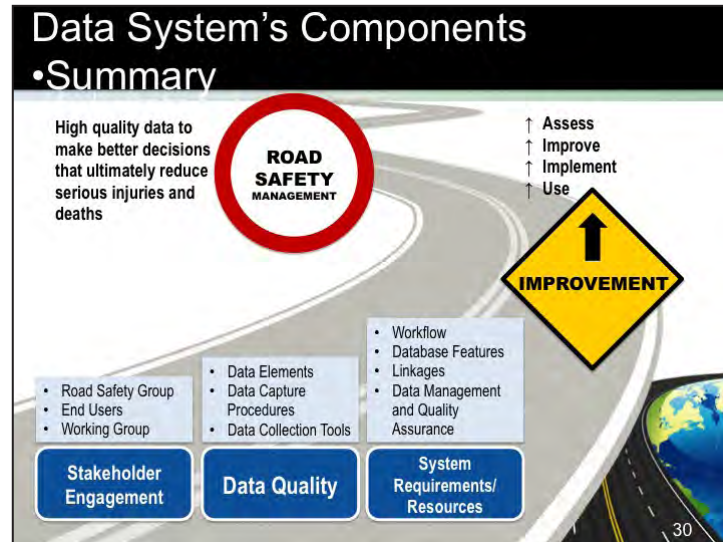 Data System's Components
•Summary
High quality data to
make better decisions
that ultimately reduce
serious injuries and
deaths
ROAD
SAFETY
MANAGEMENT
↑ Assess
↑ Improve
↑ Implement
↑ Use
IMPROVEMENT
• Road Safety Group
• End Users
• Working Group
Stakeholder
Engagement
• Data Elements
• Data Capture
Procedures
• Data Collection Tools
Data Quality
• Workflow
• Database Features
• Linkages
• Data Management
and Quality
Assurance
System
Requirements/
Resources
30